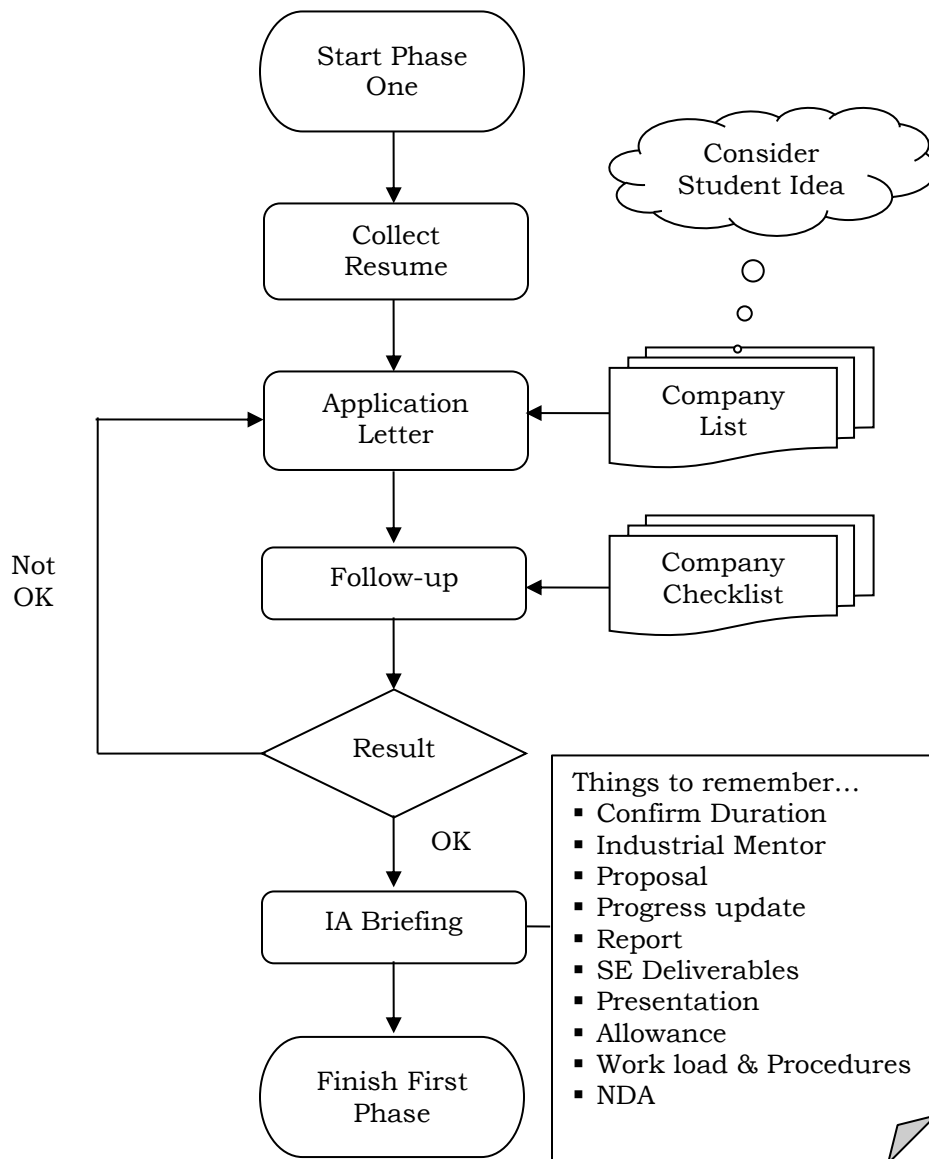 Start Phase
One
Consider
Student Idea
Collect
Resume
Application
Letter
Company
List
Not
OK
Follow-up
Company
Checklist
Result
OK
Things to remember…
▪ Confirm Duration
▪ Industrial Mentor
▪ Proposal
▪ Progress update
▪ Report
▪ SE Deliverables
▪ Presentation
▪ Allowance
▪ Work load & Procedures
▪ NDA
IA Briefing
Finish First
Phase